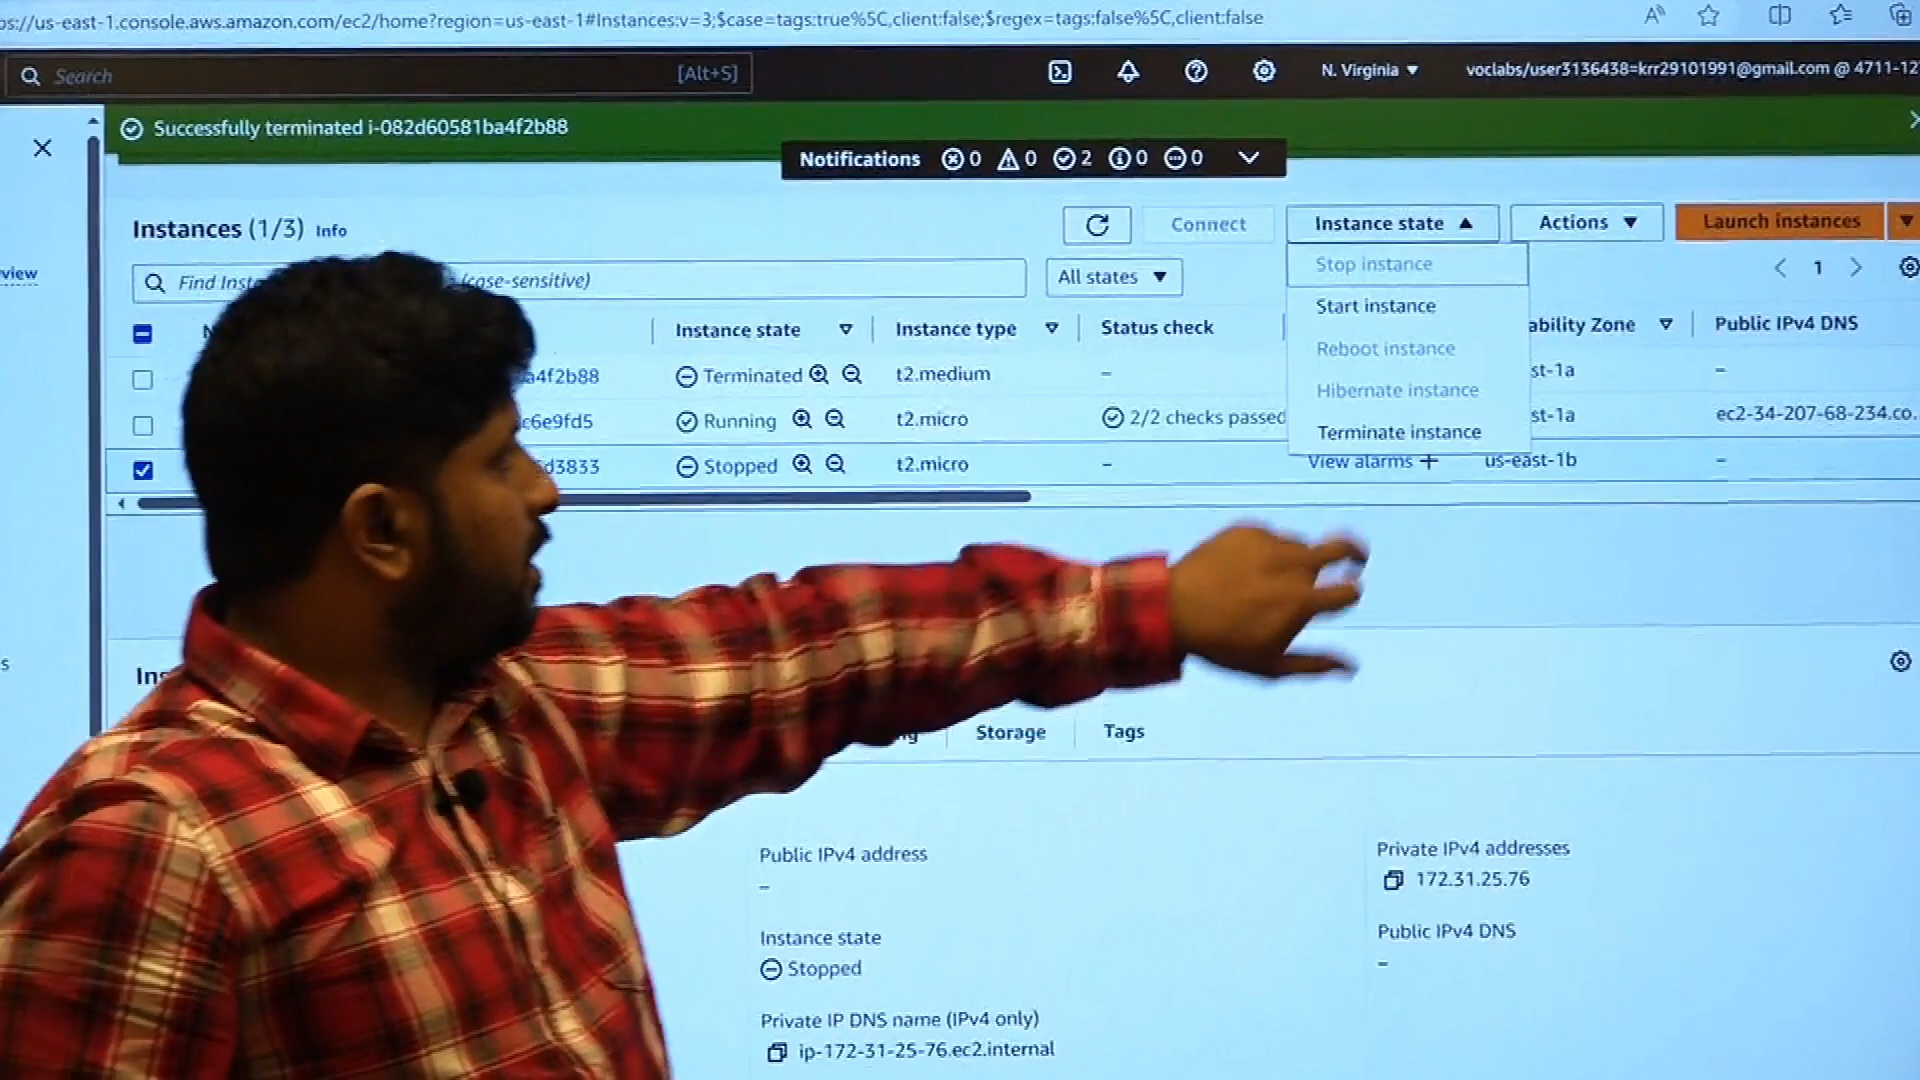 ps://us-east-1.console.aws.amazon.com/ec2/home?region=us-east-1#Instances:v=3;$case=tags:true%5C,client:false;$regex=tags:false%5C,client:false
Search [Alt+S] N. Virginia voclabs/user3136438=krr29101991@gmail.com @ 4711-12
Successfully terminated i-082d60581ba4f2b88
Notifications 0 0 2 0 0
Instances (1/3) Info Connect Instance state Actions Launch instances
view
(case-sensitive) All states Stop instance 1
Find Inst
Start instance
N Instance state Instance type Status check ability Zone Public IPv4 DNS
Reboot instance
a4f2b88 Terminated t2.medium – st-1a –
Hibernate instance
c6e9fd5 Running t2.micro 2/2 checks passed st-1a ec2-34-207-68-234.co...
Terminate instance
5d3833 Stopped t2.micro – View alarms + us-east-1b –
s
Ins
g Storage Tags
Public IPv4 address
–
Private IPv4 addresses
172.31.25.76
Instance state
Stopped
Public IPv4 DNS
–
Private IP DNS name (IPv4 only)
ip-172-31-25-76.ec2.internal